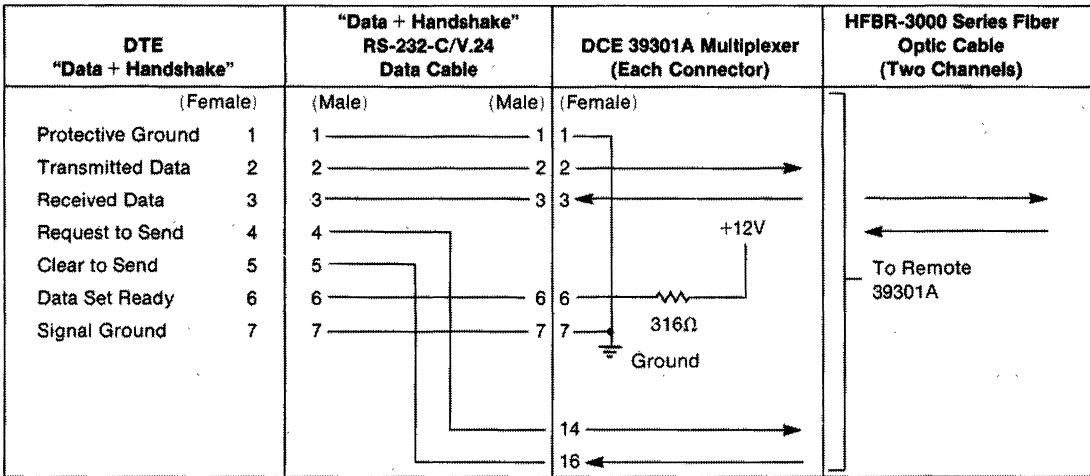 DTE
"Data + Handshake"
"Data + Handshake"
RS-232-C/V.24
Data Cable
DCE 39301A Multiplexer
(Each Connector)
HFBR-3000 Series Fiber
Optic Cable
(Two Channels)
(Female) (Male) (Male) (Female)
Protective Ground 1 1 1 1
Transmitted Data 2 2 2 2
Received Data 3 3 3 3
Request to Send 4 4 +12V
Clear to Send 5 5
Data Set Ready 6 6 6 6
316Ω
Signal Ground 7 7 7 7
Ground
To Remote
39301A
14
16